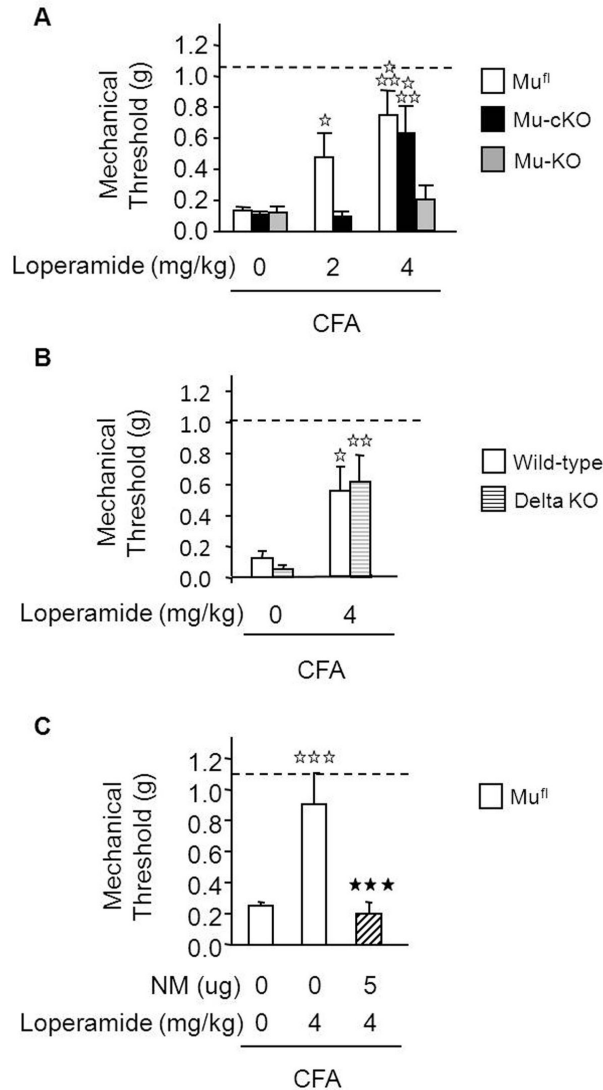 A
Mechanical
Threshold (g)
1.2
1.0
0.8
0.6
0.4
0.2
0.0
☆
☆
☆☆
☆
☆☆
Mufl
Mu-cKO
Mu-KO
Loperamide (mg/kg) 0 2 4
CFA
B
Mechanical
Threshold (g)
1.2
1.0
0.8
0.6
0.4
0.2
0.0
☆ ☆☆
Wild-type
Delta KO
Loperamide (mg/kg) 0 4
CFA
C
Mechanical
Threshold (g)
1.2
1.0
0.8
0.6
0.4
0.2
0.0
☆☆☆
★★★
Mufl
NM (ug) 0 0 5
Loperamide (mg/kg) 0 4 4
CFA